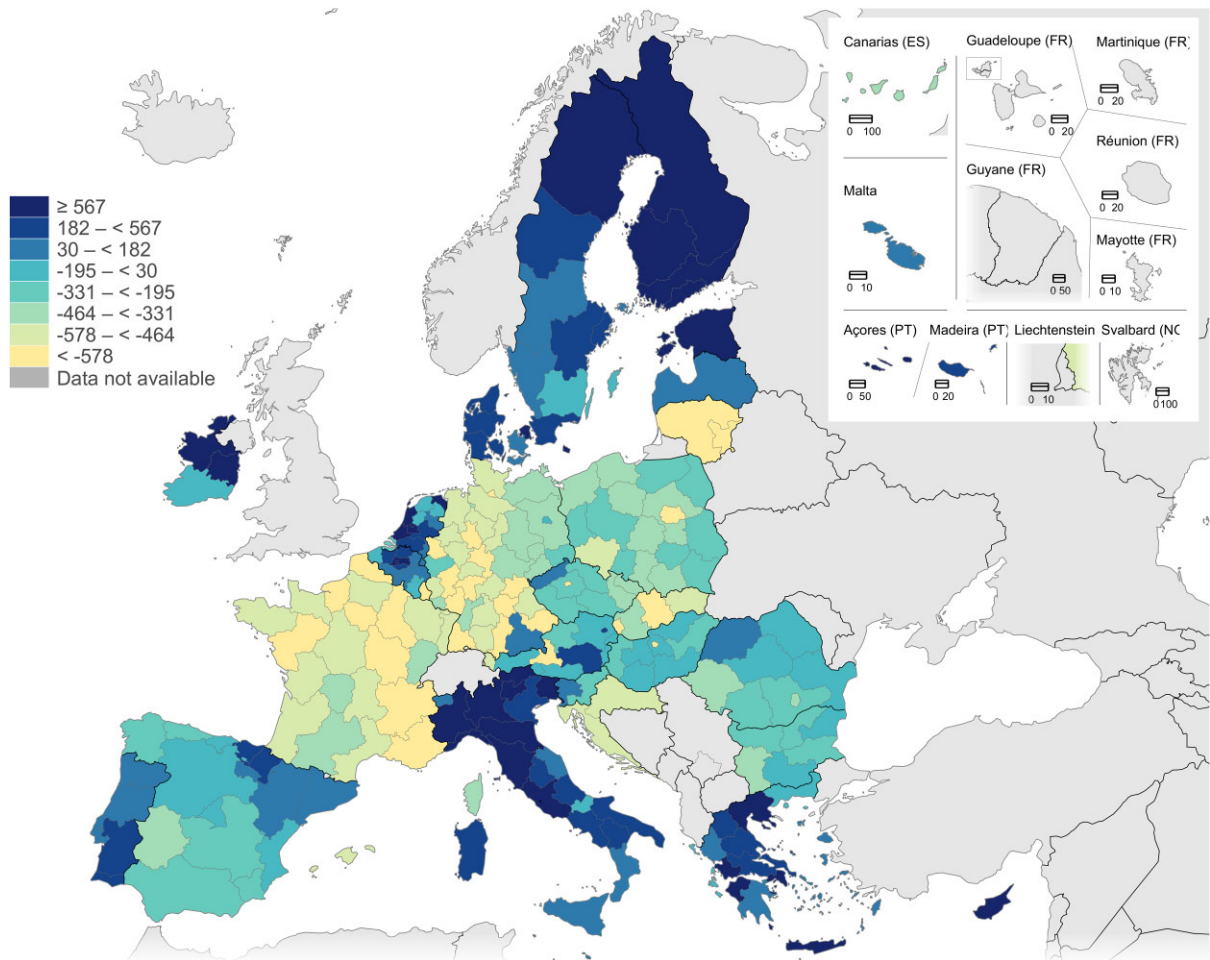 ≥ 567
182 – < 567
30 – < 182
-195 – < 30
-331 – < -195
-464 – < -331
-578 – < -464
< -578
Data not available
Canarias (ES)
0 100
Guadeloupe (FR)
0 20
Martinique (FR)
0 20
Réunion (FR)
0 20
Guyane (FR)
0 50
Malta
0 10
Mayotte (FR)
0 10
Açores (PT)
0 50
Madeira (PT)
0 20
Liechtenstein
0 10
Svalbard (NO
0 100